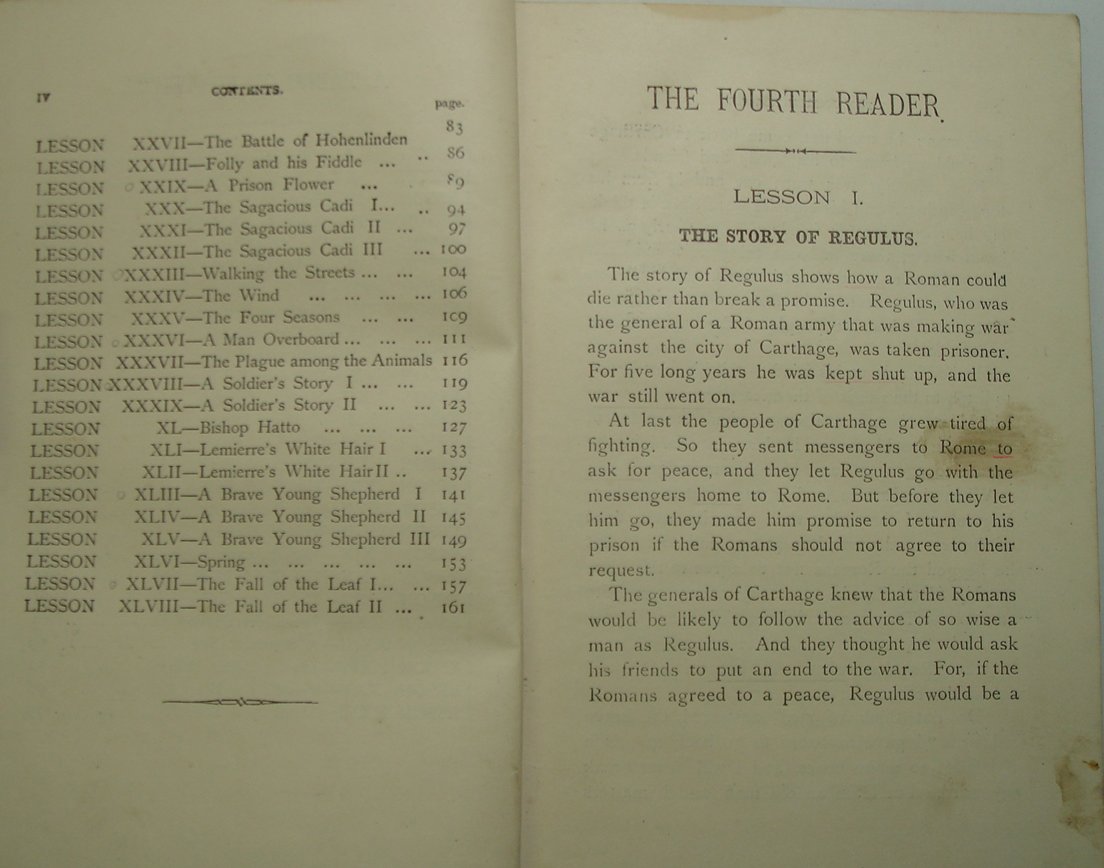 IV
CONTENTS.
page.
LESSON XXVII—The Battle of Hohenlinden 83
LESSON XXVIII—Folly and his Fiddle ... .. 86
LESSON XXIX—A Prison Flower ... 89
LESSON XXX—The Sagacious Cadi I... .. 94
LESSON XXXI—The Sagacious Cadi II ... 97
LESSON XXXII—The Sagacious Cadi III ... 100
LESSON XXXIII—Walking the Streets ... ... 104
LESSON XXXIV—The Wind ... ... ... ... 106
LESSON XXXV—The Four Seasons ... ... 109
LESSON XXXVI—A Man Overboard ... ... 111
LESSON XXXVII—The Plague among the Animals 116
LESSON XXXVIII—A Soldier's Story I ... ... 119
LESSON XXXIX—A Soldier's Story II ... ... 123
LESSON XL—Bishop Hatto ... ... ... 127
LESSON XLI—Lemierre's White Hair I ... 133
LESSON XLII—Lemierre's White Hair II .. 137
LESSON XLIII—A Brave Young Shepherd I 141
LESSON XLIV—A Brave Young Shepherd II 145
LESSON XLV—A Brave Young Shepherd III 149
LESSON XLVI—Spring ... ... ... ... ... 153
LESSON XLVII—The Fall of the Leaf I... ... 157
LESSON XLVIII—The Fall of the Leaf II ... 161
THE FOURTH READER.
LESSON I.
THE STORY OF REGULUS.
The story of Regulus shows how a Roman could
die rather than break a promise. Regulus, who was
the general of a Roman army that was making war
against the city of Carthage, was taken prisoner.
For five long years he was kept shut up, and the
war still went on.
At last the people of Carthage grew tired of
fighting. So they sent messengers to Rome to
ask for peace, and they let Regulus go with the
messengers home to Rome. But before they let
him go, they made him promise to return to his
prison if the Romans should not agree to their
request.
The generals of Carthage knew that the Romans
would be likely to follow the advice of so wise a
man as Regulus. And they thought he would ask
his friends to put an end to the war. For, if the
Romans agreed to a peace, Regulus would be a